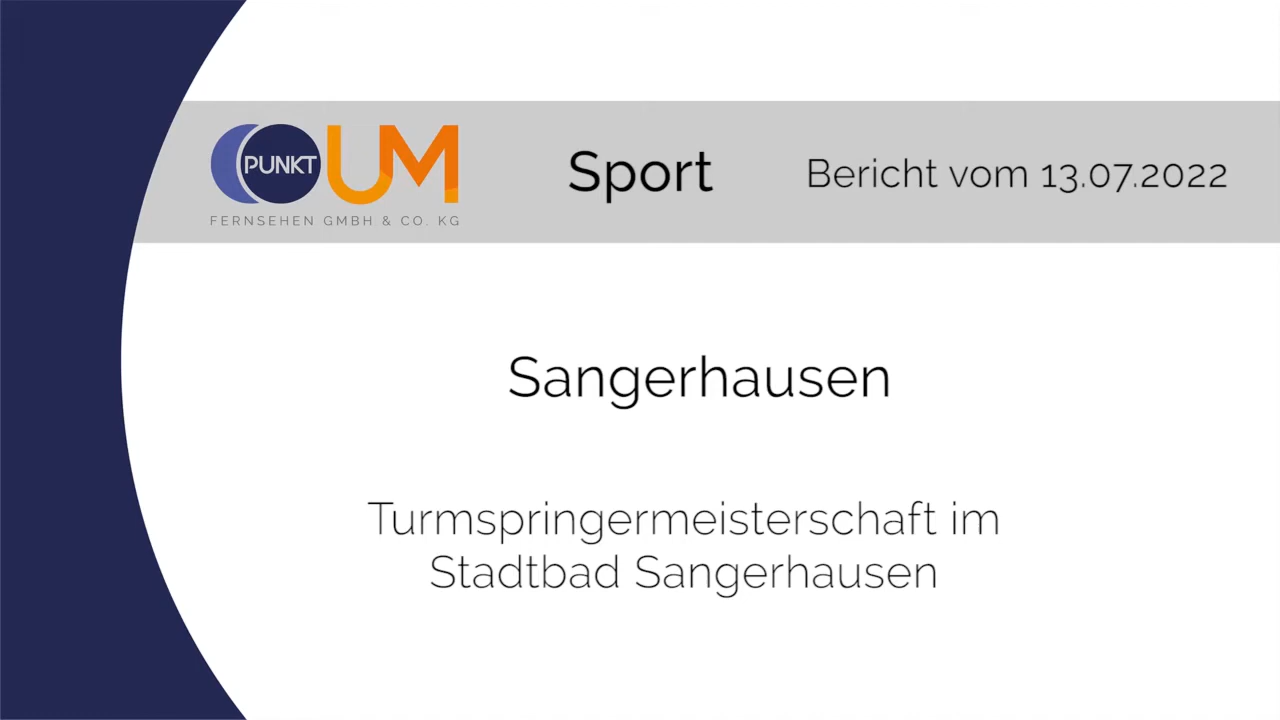 PUNKT UM
FERNSEHEN GMBH & CO. KG
Sport
Bericht vom 13.07.2022
Sangerhausen
Turmspringermeisterschaft im
Stadtbad Sangerhausen